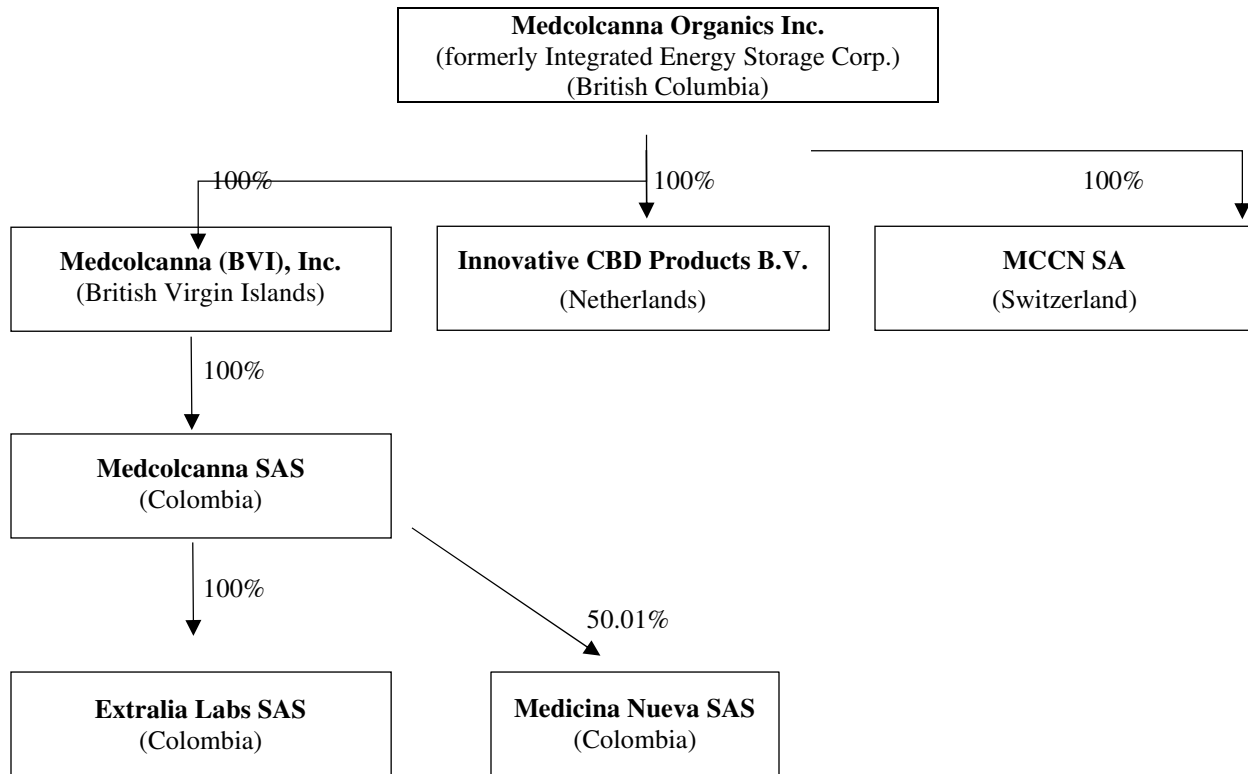 Medcolcanna Organics Inc.
(formerly Integrated Energy Storage Corp.)
(British Columbia)
100%
100%
100%
Medcolcanna (BVI), Inc.
(British Virgin Islands)
Innovative CBD Products B.V.
(Netherlands)
MCCN SA
(Switzerland)
100%
Medcolcanna SAS
(Colombia)
100%
50.01%
Extralia Labs SAS
(Colombia)
Medicina Nueva SAS
(Colombia)